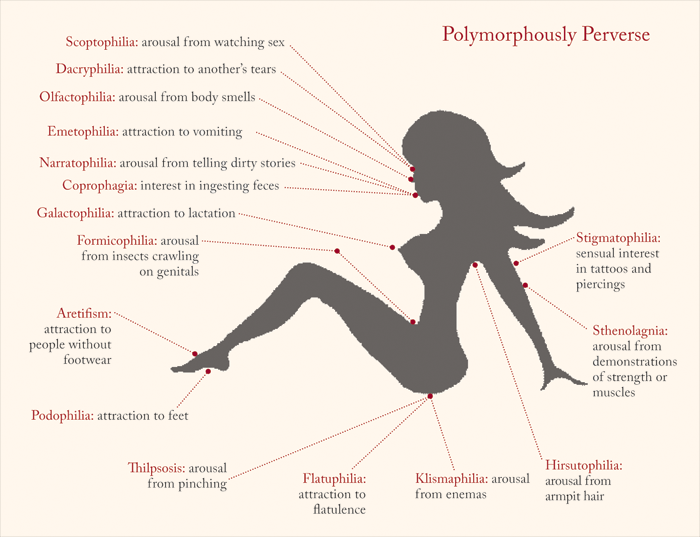 Polymorphously Perverse
Scoptophilia: arousal from watching sex
Dacryphilia: attraction to another's tears
Olfactophilia: arousal from body smells
Emetophilia: attraction to vomiting
Narratophilia: arousal from telling dirty stories
Coprophagia: interest in ingesting feces
Galactophilia: attraction to lactation
Formicophilia: arousal
from insects crawling
on genitals
Stigmatophilia:
sensual interest
in tattoos and
piercings
Aretifism:
attraction to
people without
footwear
Sthenolagnia:
arousal from
demonstrations
of strength or
muscles
Podophilia: attraction to feet
Thilpsosis: arousal
from pinching
Flatuphilia:
attraction to
flatulence
Klismaphilia: arousal
from enemas
Hirsutophilia:
arousal from
armpit hair